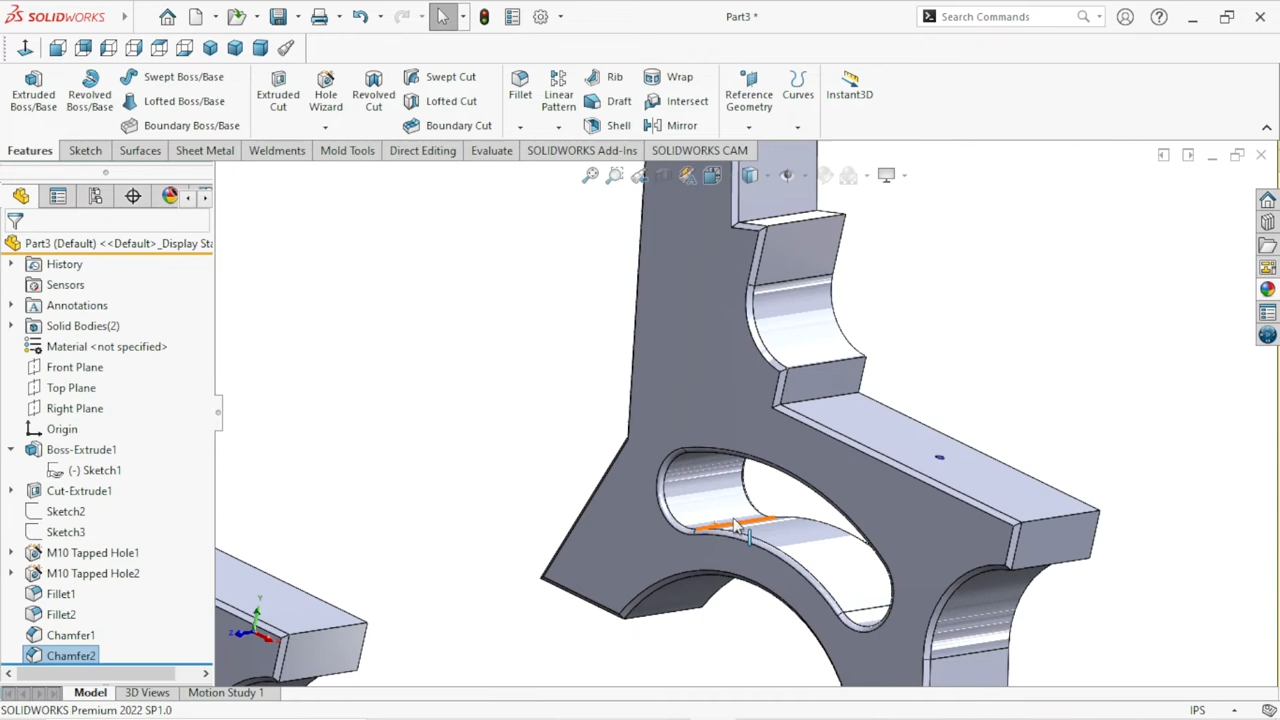 SOLIDWORKS
Part3 *
Search Commands
Extruded Boss/Base
Revolved Boss/Base
Swept Boss/Base
Lofted Boss/Base
Boundary Boss/Base
Extruded Cut
Hole Wizard
Revolved Cut
Swept Cut
Lofted Cut
Boundary Cut
Fillet
Linear Pattern
Rib
Draft
Shell
Wrap
Intersect
Mirror
Reference Geometry
Curves
Instant3D
Features Sketch Surfaces Sheet Metal Weldments Mold Tools Direct Editing Evaluate SOLIDWORKS Add-Ins SOLIDWORKS CAM
Part3 (Default) <<Default>_Display Sta
History
Sensors
Annotations
Solid Bodies(2)
Material <not specified>
Front Plane
Top Plane
Right Plane
Origin
Boss-Extrude1
(-) Sketch1
Cut-Extrude1
Sketch2
Sketch3
M10 Tapped Hole1
M10 Tapped Hole2
Fillet1
Fillet2
Chamfer1
Chamfer2
Y
Z
Model 3D Views Motion Study 1
SOLIDWORKS Premium 2022 SP1.0
IPS